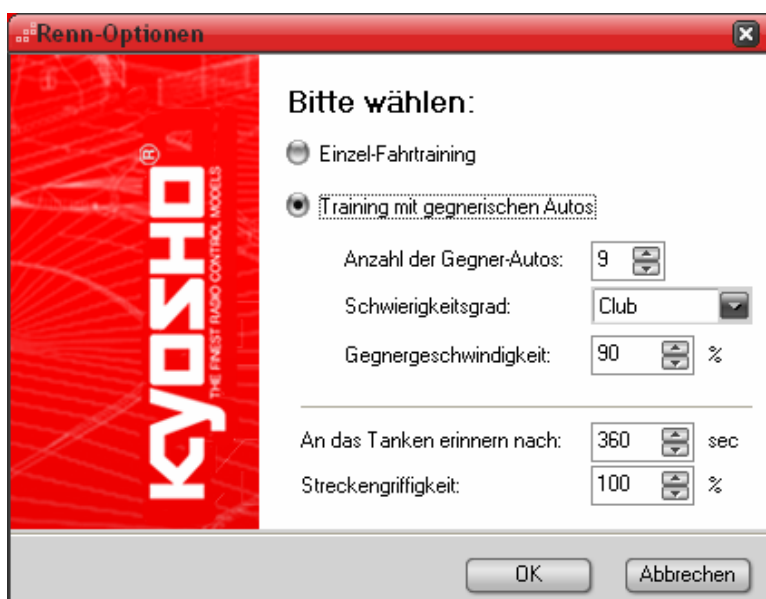 Renn-Optionen
KYOSHO®
THE FINEST RADIO CONTROL MODELS
Bitte wählen:
Einzel-Fahrtraining
Training mit gegnerischen Autos
Anzahl der Gegner-Autos: 9
Schwierigkeitsgrad: Club
Gegnergeschwindigkeit: 90 %
An das Tanken erinnern nach: 360 sec
Streckengriffigkeit: 100 %
OK Abbrechen